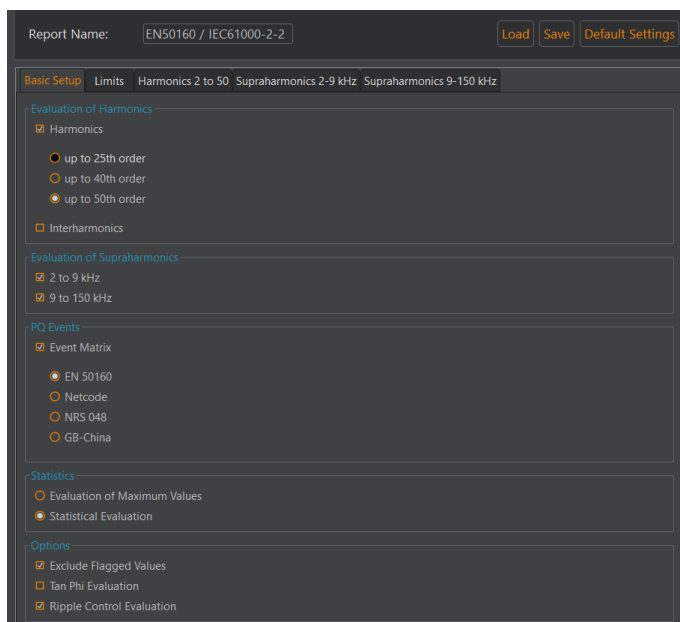 Report Name: EN50160 / IEC61000-2-2 Load Save Default Settings
Basic Setup Limits Harmonics 2 to 50 Supraharmonics 2-9 kHz Supraharmonics 9-150 kHz
Evaluation of Harmonics
Harmonics
up to 25th order
up to 40th order
up to 50th order
Interharmonics
Evaluation of Supraharmonics
2 to 9 kHz
9 to 150 kHz
PQ Events
Event Matrix
EN 50160
Netcode
NRS 048
GB-China
Statistics
Evaluation of Maximum Values
Statistical Evaluation
Options
Exclude Flagged Values
Tan Phi Evaluation
Ripple Control Evaluation